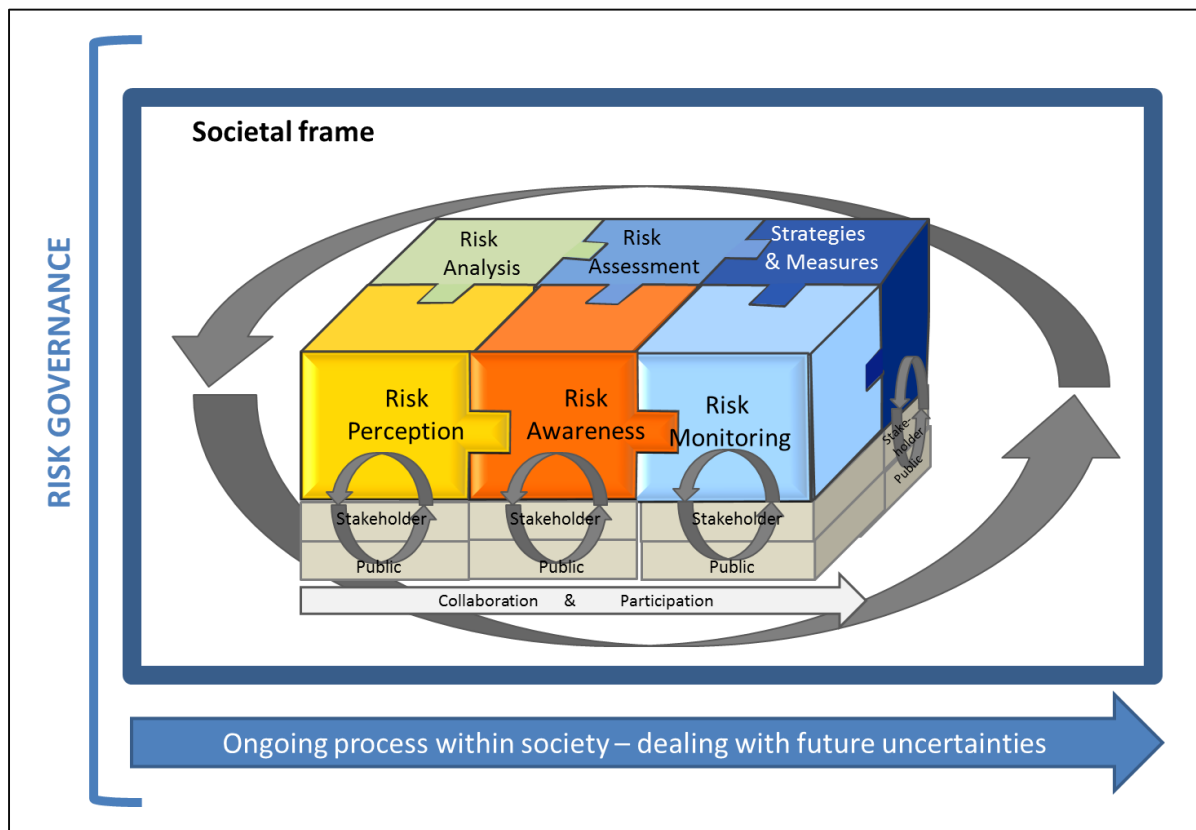 RISK GOVERNANCE
Societal frame
Risk
Analysis
Risk
Assessment
Strategies
& Measures
Risk
Perception
Risk
Awareness
Risk
Monitoring
Stakeholder
Public
Stakeholder
Public
Stakeholder
Public
Stake-
holder
Public
Collaboration & Participation
Ongoing process within society – dealing with future uncertainties